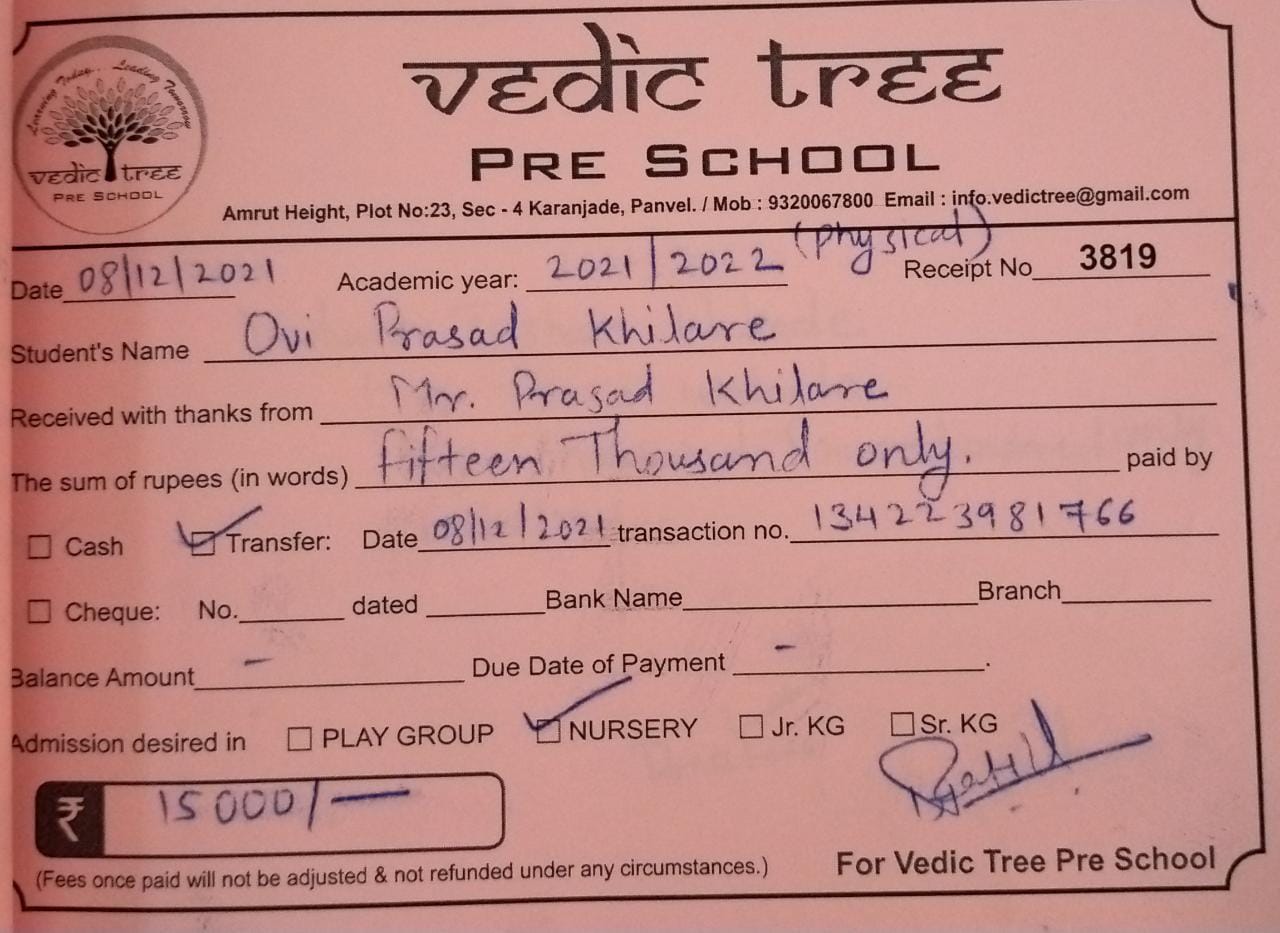 Learning Today... Leading Tomorrow
vedic tree
PRE SCHOOL
vedic tree
PRE SCHOOL
Amrut Height, Plot No:23, Sec - 4 Karanjade, Panvel. / Mob : 9320067800 Email : info.vedictree@gmail.com
(physical)
Date 08/12/2021 Academic year: 2021/2022 Receipt No 3819
Student's Name Ovi Prasad Khilare
Received with thanks from Mr. Prasad Khilare
The sum of rupees (in words) fifteen Thousand only. paid by
Cash Transfer: Date 08/12/2021 transaction no. 134223981766
Cheque: No. dated Bank Name Branch
Balance Amount - Due Date of Payment - .
Admission desired in PLAY GROUP NURSERY Jr. KG Sr. KG
₹ 15000/-
(Fees once paid will not be adjusted & not refunded under any circumstances.) For Vedic Tree Pre School